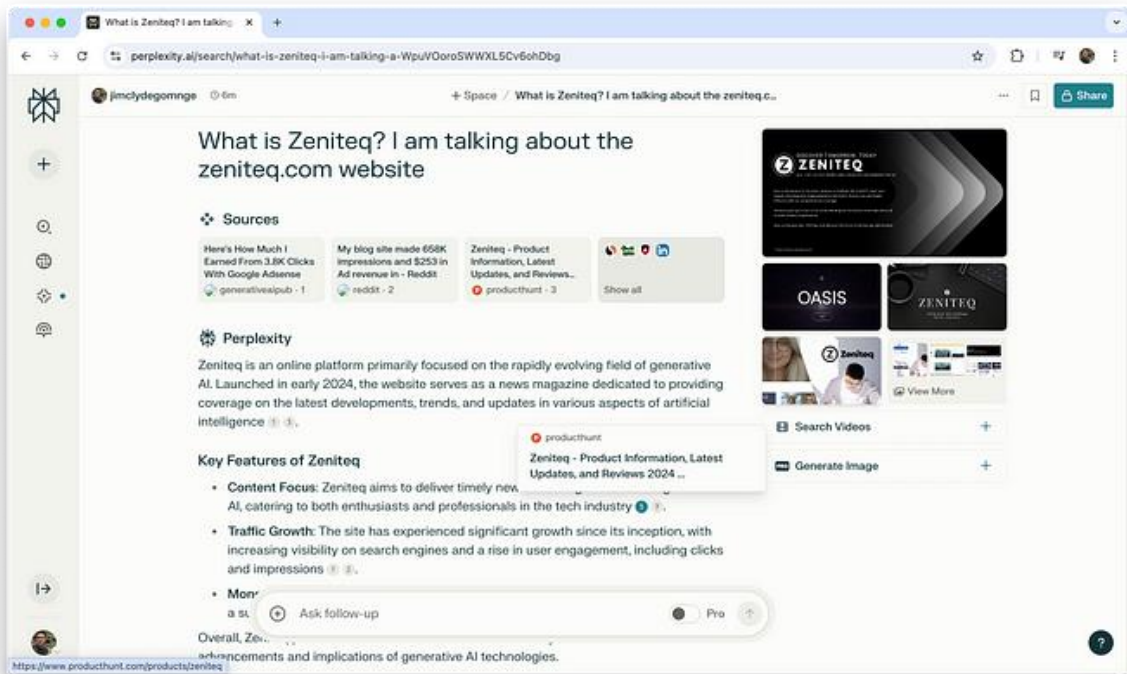 What is Zeniteq? I am talking
perplexity.ai/search/what-is-zeniteq-i-am-talking-a-WpuVOoroSWWXL5Cv6ohDbg
jimclydegomnge 6m
+ Space / What is Zeniteq? I am talking about the zeniteq.c...
Share
What is Zeniteq? I am talking about the
zeniteq.com website
Sources
Here's How Much I
Earned From 3.8K Clicks
With Google Adsense
generativeaipub · 1
My blog site made 658K
impressions and $253 in
Ad revenue in - Reddit
reddit · 2
Zeniteq - Product
Information, Latest
Updates, and Reviews...
producthunt · 3
Show all
Perplexity
Zeniteq is an online platform primarily focused on the rapidly evolving field of generative
AI. Launched in early 2024, the website serves as a news magazine dedicated to providing
coverage on the latest developments, trends, and updates in various aspects of artificial
intelligence 1 3.
producthunt
Zeniteq - Product Information, Latest
Updates, and Reviews 2024 ...
Key Features of Zeniteq
• Content Focus: Zeniteq aims to deliver timely
AI, catering to both enthusiasts and professionals in the tech industry 3
• Traffic Growth: The site has experienced significant growth since its inception, with
increasing visibility on search engines and a rise in user engagement, including clicks
and impressions 1 2.
•
a
Ask follow-up
Pro
Overall,
advancements and implications of generative AI technologies.
DISCOVER TOMORROW, TODAY
ZENITEQ
OASIS
ZENITEQ
Zeniteq
View More
Search Videos +
Generate Image +
?
https://www.producthunt.com/products/zeniteq